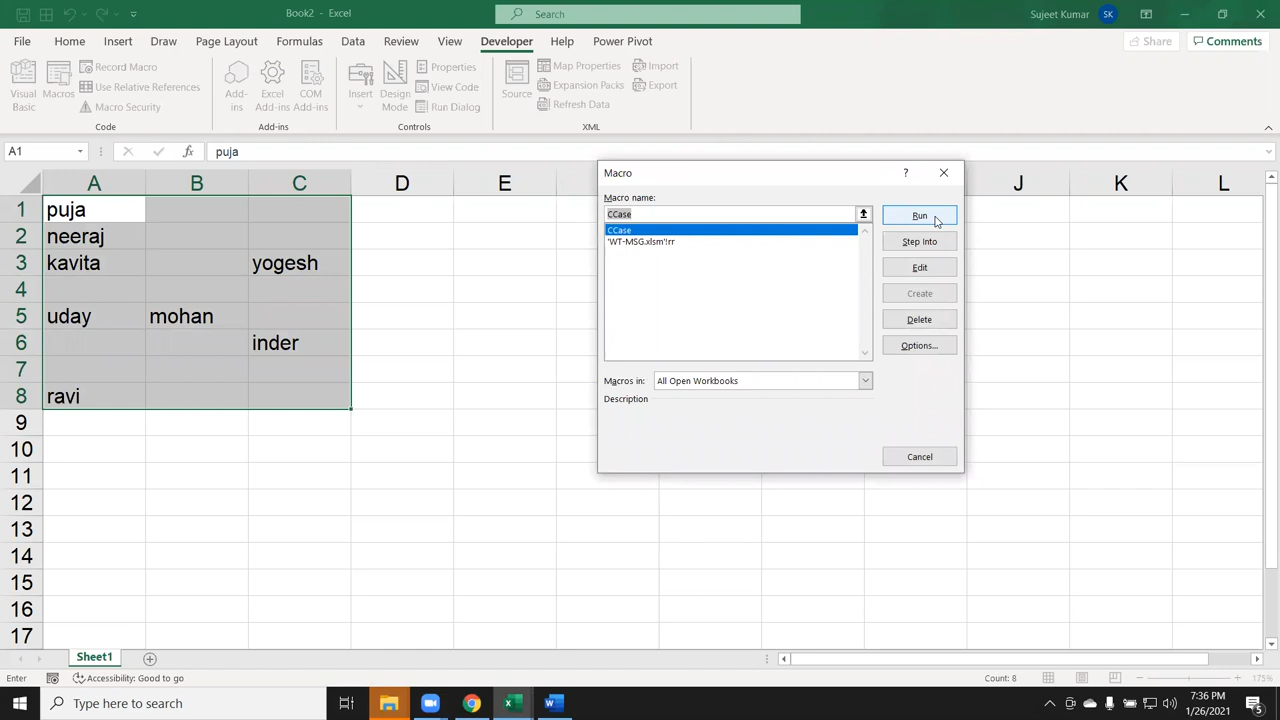 Book2 - Excel
Search
Sujeet Kumar
SK
File Home Insert Draw Page Layout Formulas Data Review View Developer Help Power Pivot
Share
Comments
Visual Basic
Macros
Record Macro
Use Relative References
Macro Security
Code
Add-ins
Excel Add-ins
COM Add-ins
Add-ins
Insert
Design Mode
Properties
View Code
Run Dialog
Controls
Source
Map Properties
Expansion Packs
Refresh Data
Import
Export
XML
A1
fx
puja
A B C D E J K L
1 puja
2 neeraj
3 kavita yogesh
4
5 uday mohan
6 inder
7
8 ravi
9
10
11
12
13
14
15
16
17
Macro
?
Macro name:
CCase
CCase
'WT-MSG.xlsm'!rr
Run
Step Into
Edit
Create
Delete
Options...
Macros in: All Open Workbooks
Description
Cancel
Sheet1
Enter
Accessibility: Good to go
Count: 8
175%
Type here to search
7:36 PM
1/26/2021